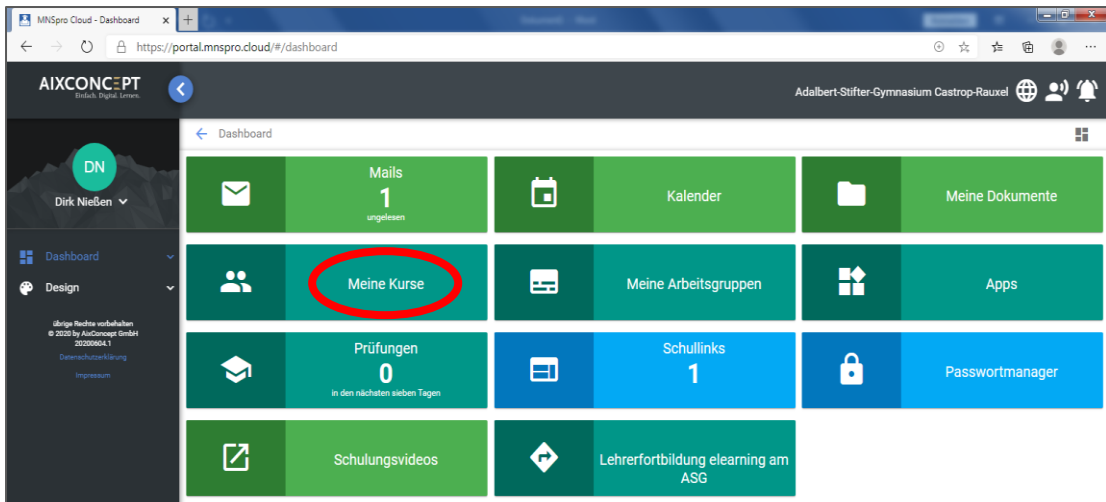 MNSpro Cloud - Dashboard
https://portal.mnspro.cloud/#/dashboard
AIXCONCEPT
Einfach. Digital. Lernen.
Adalbert-Stifter-Gymnasium Castrop-Rauxel
Dashboard
DN
Dirk Nießen
Dashboard
Design
übrige Rechte vorbehalten
© 2020 by AixConcept GmbH
20200604.1
Datenschutzerklärung
Impressum
Mails
1
ungelesen
Kalender
Meine Dokumente
Meine Kurse
Meine Arbeitsgruppen
Apps
Prüfungen
0
in den nächsten sieben Tagen
Schullinks
1
Passwortmanager
Schulungsvideos
Lehrerfortbildung elearning am
ASG